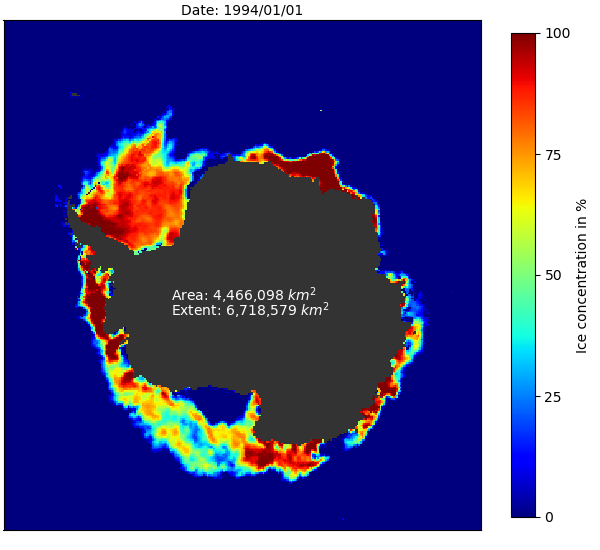 Date: 1994/01/01
Area: 4,466,098 km²
Extent: 6,718,579 km²
100
75
50
25
0
Ice concentration in %